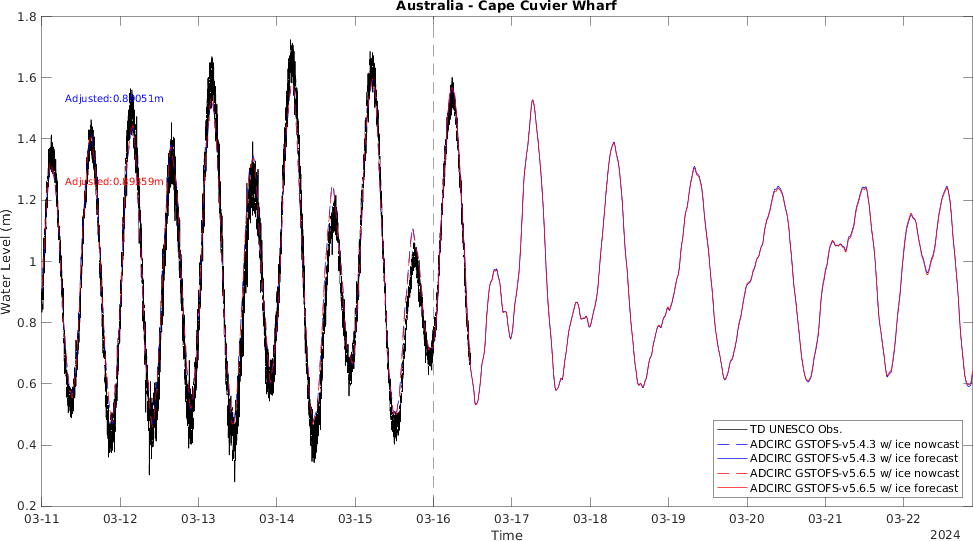 Australia - Cape Cuvier Wharf
1.8
1.6
1.4
1.2
1
0.8
0.6
0.4
0.2
Water Level (m)
Adjusted:0.89051m
Adjusted:0.89359m
03-11 03-12 03-13 03-14 03-15 03-16 03-17 03-18 03-19 03-20 03-21 03-22
2024
Time
TD UNESCO Obs.
ADCIRC GSTOFS-v5.4.3 w/ ice nowcast
ADCIRC GSTOFS-v5.4.3 w/ ice forecast
ADCIRC GSTOFS-v5.6.5 w/ ice nowcast
ADCIRC GSTOFS-v5.6.5 w/ ice forecast